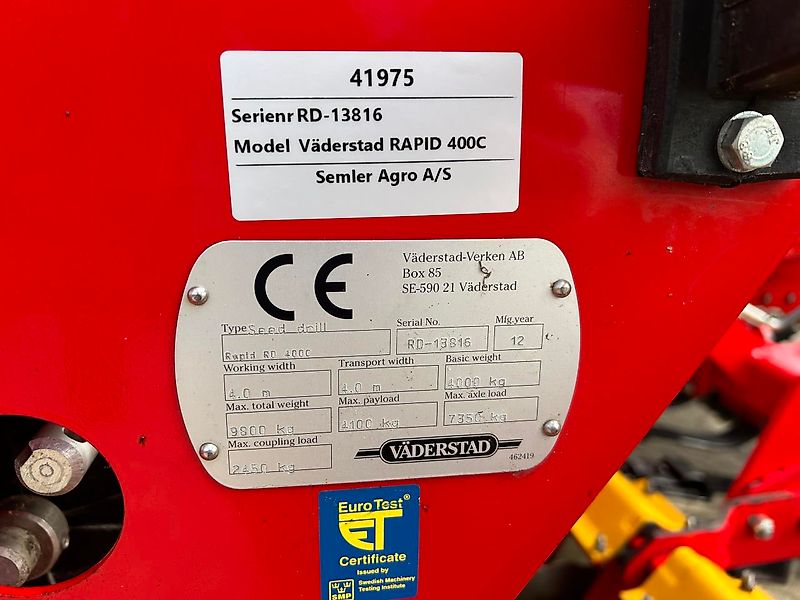 41975
Serienr RD-13816
Model Väderstad RAPID 400C
Semler Agro A/S
CE
Väderstad-Verken AB
Box 85
SE-590 21 Väderstad
Type Seed drill
Rapid RD 400C
Serial No.
RD-13816
Mfg.year
12
Working width
4.0 m
Transport width
4.0 m
Basic weight
4000 kg
Max. total weight
9800 kg
Max. payload
4100 kg
Max. axle load
7350 kg
Max. coupling load
2450 kg
VÄDERSTAD
462419
Euro Test®
ET
Certificate
Issued by
SMP
Swedish Machinery
Testing Institute